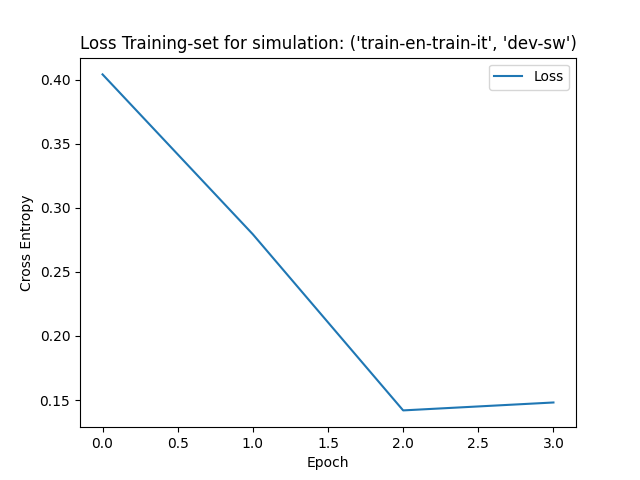 Loss Training-set for simulation: ('train-en-train-it', 'dev-sw')
Loss
Cross Entropy
0.40
0.35
0.30
0.25
0.20
0.15
0.0 0.5 1.0 1.5 2.0 2.5 3.0
Epoch